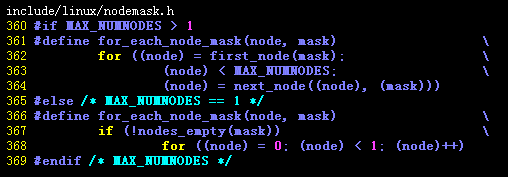 include/linux/nodemask.h
360 #if MAX_NUMNODES > 1
361 #define for_each_node_mask(node, mask) \
362 for ((node) = first_node(mask); \
363 (node) < MAX_NUMNODES; \
364 (node) = next_node((node), (mask)))
365 #else /* MAX_NUMNODES == 1 */
366 #define for_each_node_mask(node, mask) \
367 if (!nodes_empty(mask)) \
368 for ((node) = 0; (node) < 1; (node)++)
369 #endif /* MAX_NUMNODES */